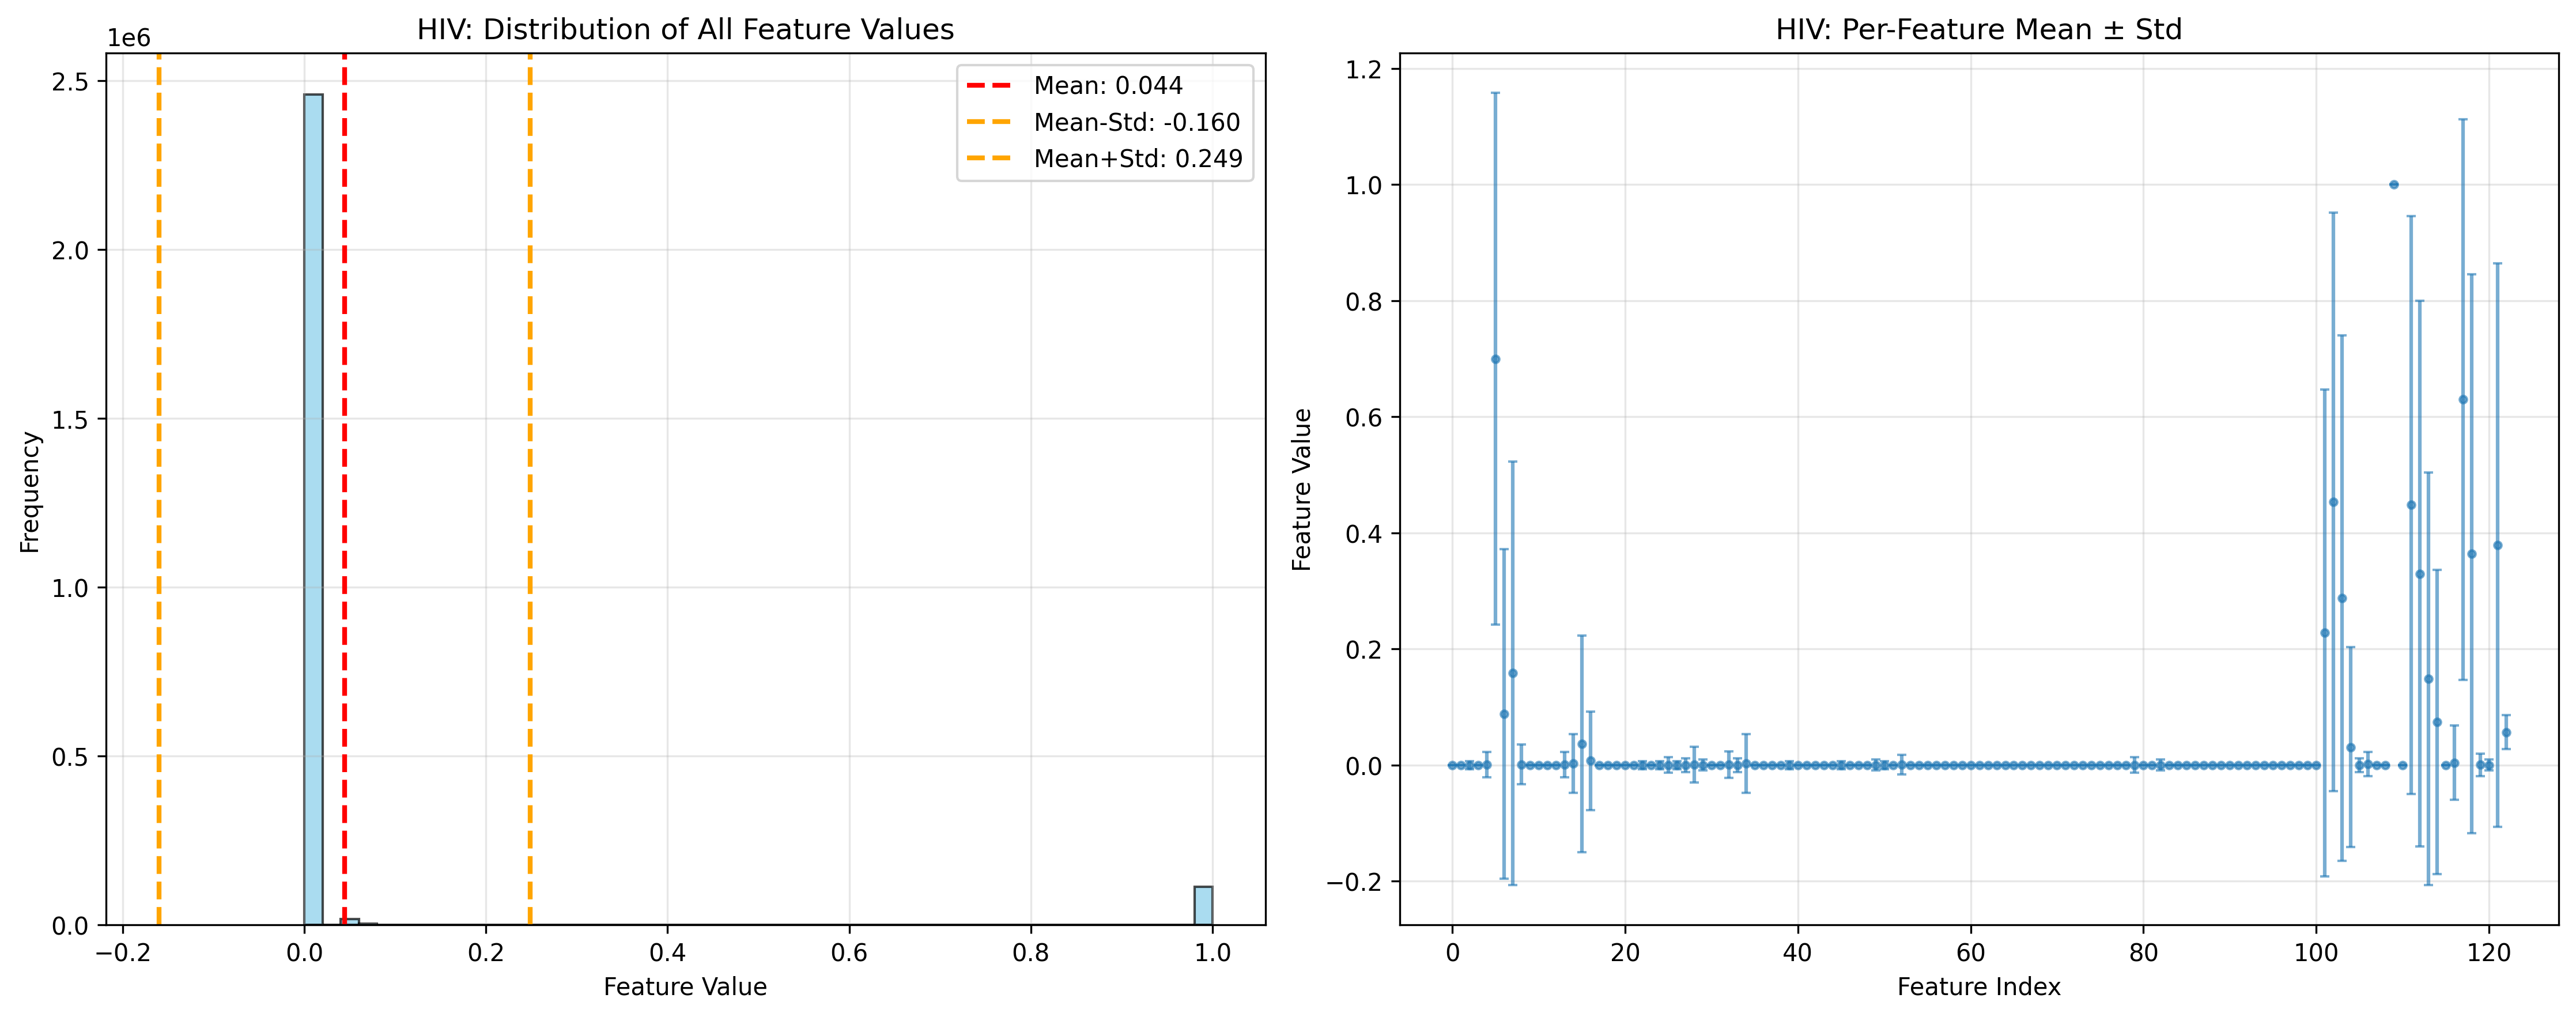 HIV: Distribution of All Feature Values
1e6
2.5
2.0
1.5
1.0
0.5
0.0
Frequency
Mean: 0.044
Mean-Std: -0.160
Mean+Std: 0.249
−0.2 0.0 0.2 0.4 0.6 0.8 1.0
Feature Value
HIV: Per-Feature Mean ± Std
1.2
1.0
0.8
0.6
0.4
0.2
0.0
−0.2
Feature Value
0 20 40 60 80 100 120
Feature Index